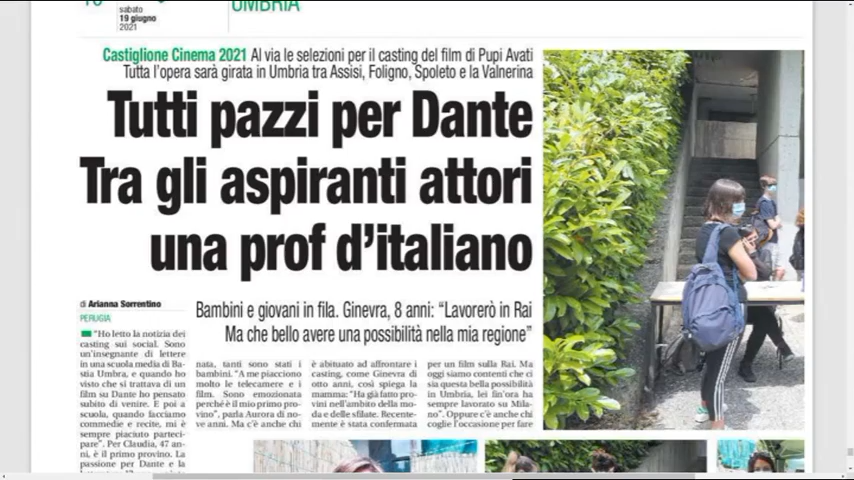 UMBRIA
sabato
19 giugno
2021
Castiglione Cinema 2021 Al via le selezioni per il casting del film di Pupi Avati
Tutta l'opera sarà girata in Umbria tra Assisi, Foligno, Spoleto e la Valnerina
Tutti pazzi per Dante
Tra gli aspiranti attori
una prof d'italiano
di Arianna Sorrentino
PERUGIA
Bambini e giovani in fila. Ginevra, 8 anni: "Lavorerò in Rai
Ma che bello avere una possibilità nella mia regione"
"Ho letto la notizia dei
casting sui social. Sono
un'insegnante di lettere
in una scuola media di Ba-
stia Umbra, e quando ho
visto che si trattava di un
film su Dante ho pensato
subito di venire. E poi a
scuola, quando facciamo
commedie e recite, mi è
sempre piaciuto parteci-
pare". Per Claudia, 47 an-
ni, è il primo provino. La
passione per Dante e la
nata, tanti sono stati i
bambini. "A me piacciono
molto le telecamere e i
film. Sono emozionata
perché è il mio primo pro-
vino", parla Aurora di no-
ve anni. Ma c'è anche chi
è abituato ad affrontare i
casting, come Ginevra di
otto anni, così spiega la
mamma: "Ha già fatto pro-
vini nell'ambito della mo-
da e delle sfilate. Recente-
mente è stata confermata
per un film sulla Rai. Ma
oggi siamo contenti che ci
sia questa bella possibilità
in Umbria, lei fin'ora ha
sempre lavorato su Mila-
no". Oppure c'è anche chi
coglie l'occasione per fare